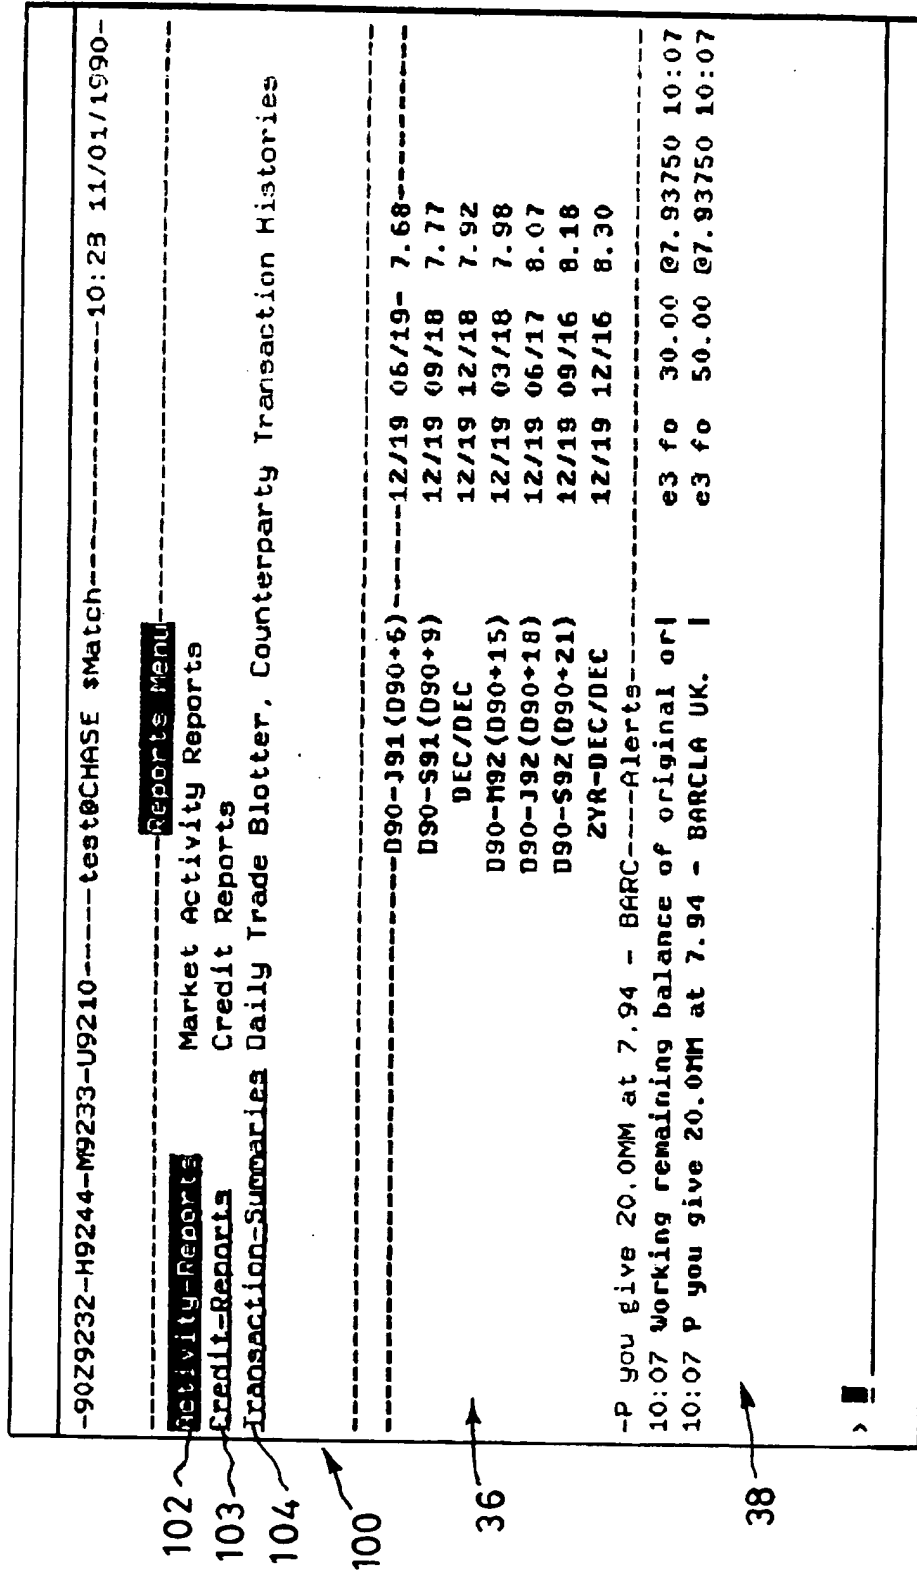 -90Z9232-H9244-M9233-U9210-----test@CHASE $Match---------------10:23 11/01/1990-
Reports Menu
102 Activity-Reports Market Activity Reports
103 Credit-Reports Credit Reports
104 Transaction-Summaries Daily Trade Blotter, Counterparty Transaction Histories
100
D90-J91(D90+6)------12/19 06/19- 7.68
D90-S91(D90+9) 12/19 09/18 7.77
DEC/DEC 12/19 12/18 7.92
36 D90-M92(D90+15) 12/19 03/18 7.98
D90-J92(D90+18) 12/19 06/17 8.07
D90-S92(D90+21) 12/19 09/16 8.18
2YR-DEC/DEC 12/19 12/16 8.30
-P you give 20.0MM at 7.94 - BARC----Alerts
10:07 Working remaining balance of original or| e3 fo 30.00 @7.93750 10:07
10:07 P you give 20.0MM at 7.94 - BARCLA UK. | e3 fo 50.00 @7.93750 10:07
38
>